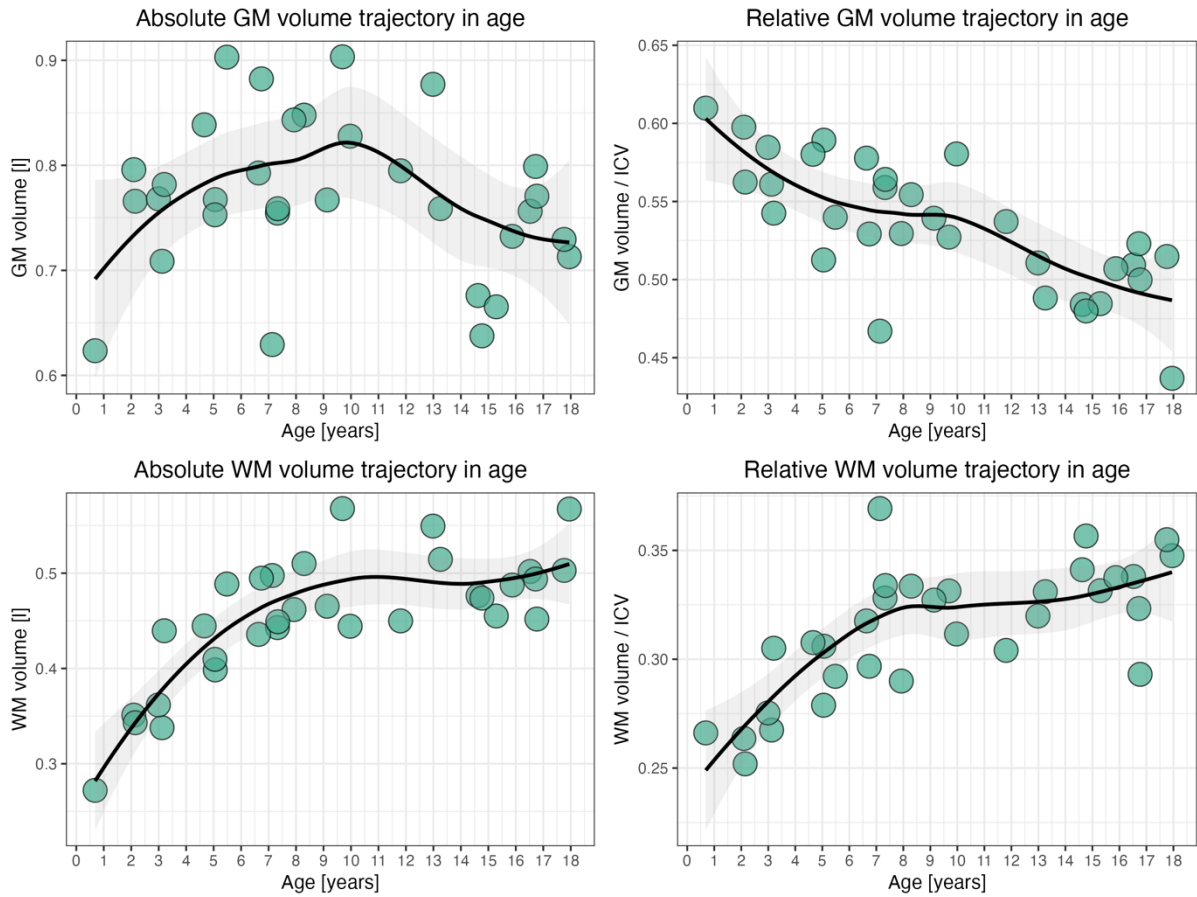 Absolute GM volume trajectory in age
GM volume [l]
0.9
0.8
0.7
0.6
0 1 2 3 4 5 6 7 8 9 10 11 12 13 14 15 16 17 18
Age [years]
Relative GM volume trajectory in age
GM volume / ICV
0.65
0.60
0.55
0.50
0.45
0 1 2 3 4 5 6 7 8 9 10 11 12 13 14 15 16 17 18
Age [years]
Absolute WM volume trajectory in age
WM volume [l]
0.5
0.4
0.3
0 1 2 3 4 5 6 7 8 9 10 11 12 13 14 15 16 17 18
Age [years]
Relative WM volume trajectory in age
WM volume / ICV
0.35
0.30
0.25
0 1 2 3 4 5 6 7 8 9 10 11 12 13 14 15 16 17 18
Age [years]